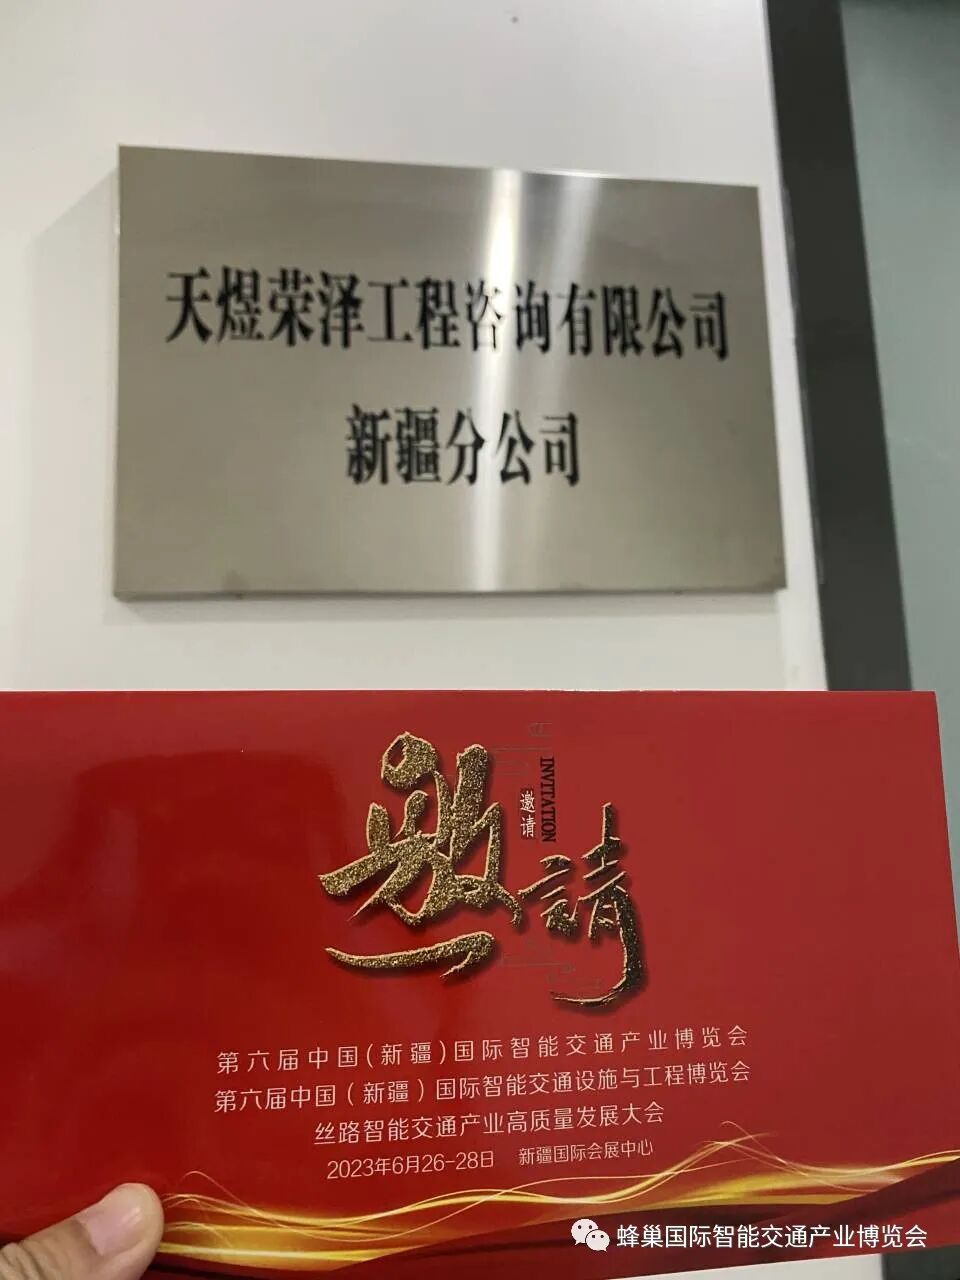 天煜荣泽工程咨询有限公司
新疆分公司
邀請
邀请
INVITATION
第六届中国(新疆)国际智能交通产业博览会
第六届中国(新疆)国际智能交通设施与工程博览会
丝路智能交通产业高质量发展大会
2023年6月26-28日 新疆国际会展中心
蜂巢国际智能交通产业博览会